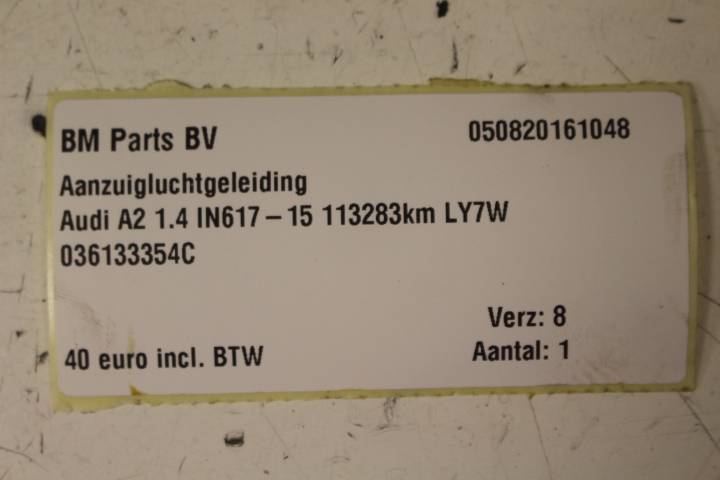 BM Parts BV 050820161048
Aanzuigluchtgeleiding
Audi A2 1.4 IN617 – 15 113283km LY7W
036133354C
Verz: 8
40 euro incl. BTW Aantal: 1